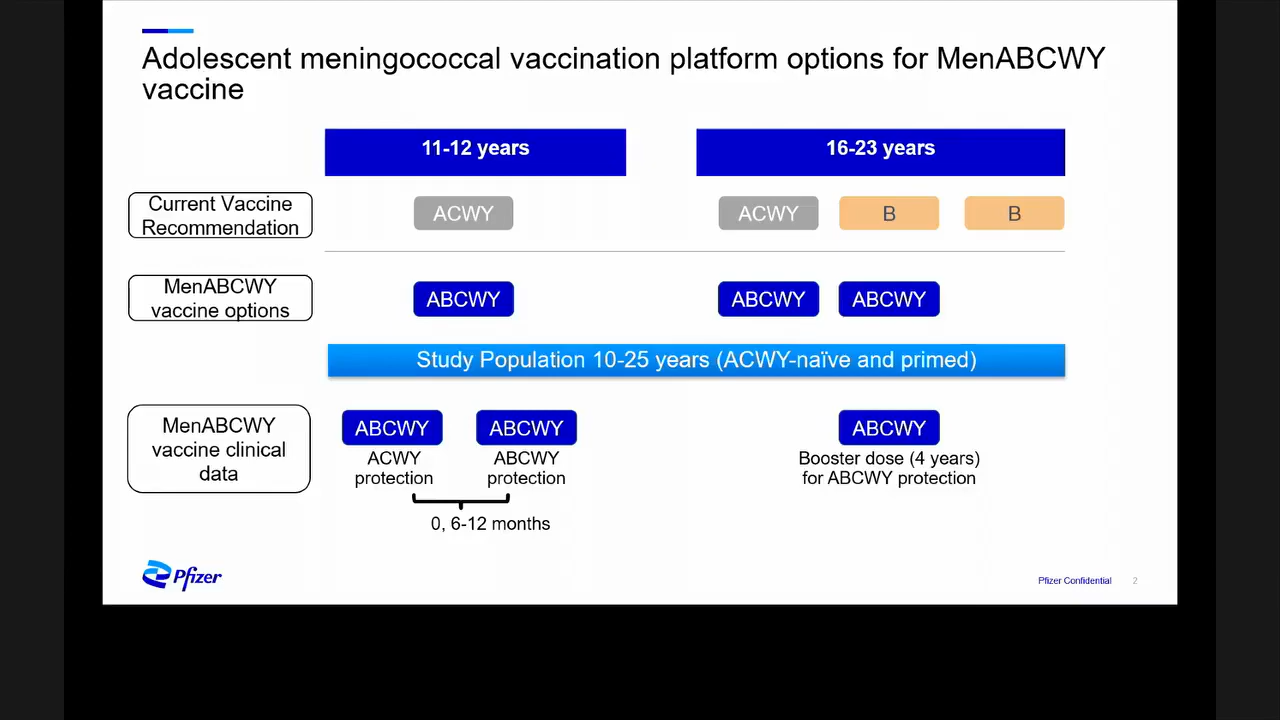 Adolescent meningococcal vaccination platform options for MenABCWY
vaccine
11-12 years
16-23 years
Current Vaccine
Recommendation
ACWY
ACWY
B
B
MenABCWY
vaccine options
ABCWY
ABCWY
ABCWY
Study Population 10-25 years (ACWY-naïve and primed)
MenABCWY
vaccine clinical
data
ABCWY
ACWY
protection
ABCWY
ABCWY
protection
0, 6-12 months
ABCWY
Booster dose (4 years)
for ABCWY protection
Pfizer
Pfizer Confidential
2